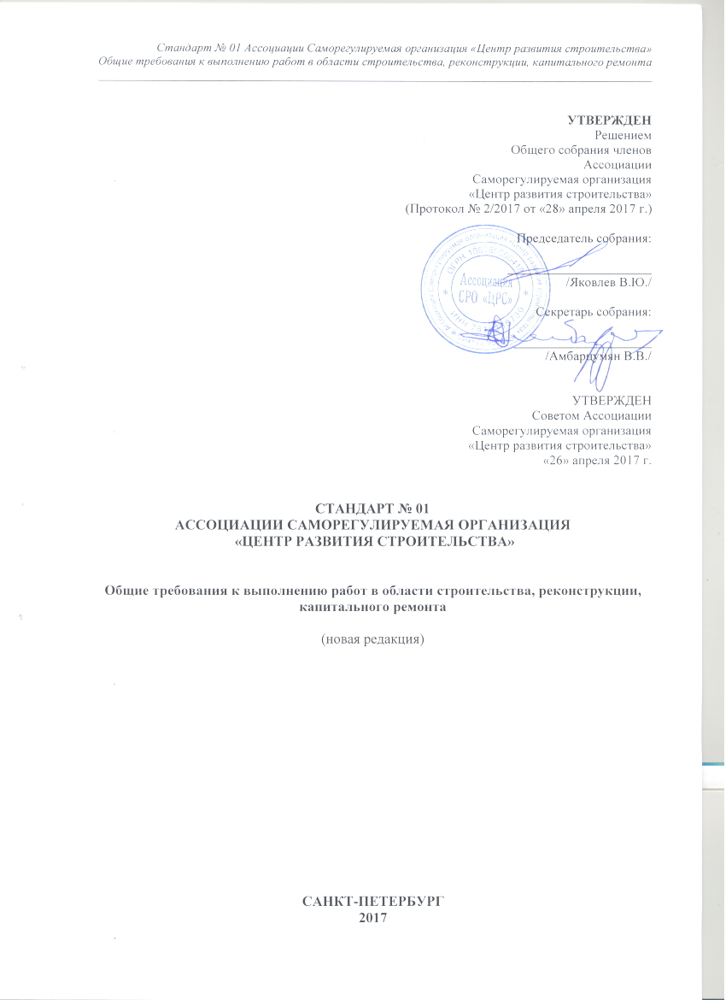 Стандарт № 01 Ассоциации Саморегулируемая организация «Центр развития строительства»
Общие требования к выполнению работ в области строительства, реконструкции, капитального ремонта
УТВЕРЖДЕН
Решением
Общего собрания членов
Ассоциации
Саморегулируемая организация
«Центр развития строительства»
(Протокол № 2/2017 от «28» апреля 2017 г.)
Председатель собрания:
/Яковлев В.Ю./
Ассоциация
СРО «ЦРС»
ОГРН
ИНН
Секретарь собрания:
/Амбарцумян В.В./
УТВЕРЖДЕН
Советом Ассоциации
Саморегулируемая организация
«Центр развития строительства»
«26» апреля 2017 г.
СТАНДАРТ № 01
АССОЦИАЦИИ САМОРЕГУЛИРУЕМАЯ ОРГАНИЗАЦИЯ
«ЦЕНТР РАЗВИТИЯ СТРОИТЕЛЬСТВА»
Общие требования к выполнению работ в области строительства, реконструкции,
капитального ремонта
(новая редакция)
САНКТ-ПЕТЕРБУРГ
2017